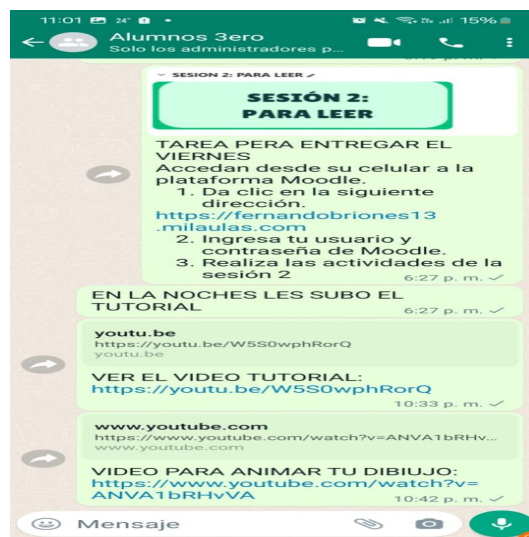 11:01 24°
15%
Alumnos 3ero
Solo los administradores p...
SESION 2: PARA LEER
SESIÓN 2:
PARA LEER
TAREA PERA ENTREGAR EL
VIERNES
Accedan desde su celular a la
plataforma Moodle.
1. Da clic en la siguiente
dirección.
https://fernandobriones13
.milaulas.com
2. Ingresa tu usuario y
contraseña de Moodle.
3. Realiza las actividades de la
sesión 2
6:27 p. m.
EN LA NOCHES LES SUBO EL
TUTORIAL
6:27 p. m.
youtu.be
https://youtu.be/W5S0wphRorQ
youtu.be
VER EL VIDEO TUTORIAL:
https://youtu.be/W5S0wphRorQ
10:33 p. m.
www.youtube.com
https://www.youtube.com/watch?v=ANVA1bRHv...
www.youtube.com
VIDEO PARA ANIMAR TU DIBIUJO:
https://www.youtube.com/watch?v=
ANVA1bRHvVA
10:42 p. m.
Mensaje